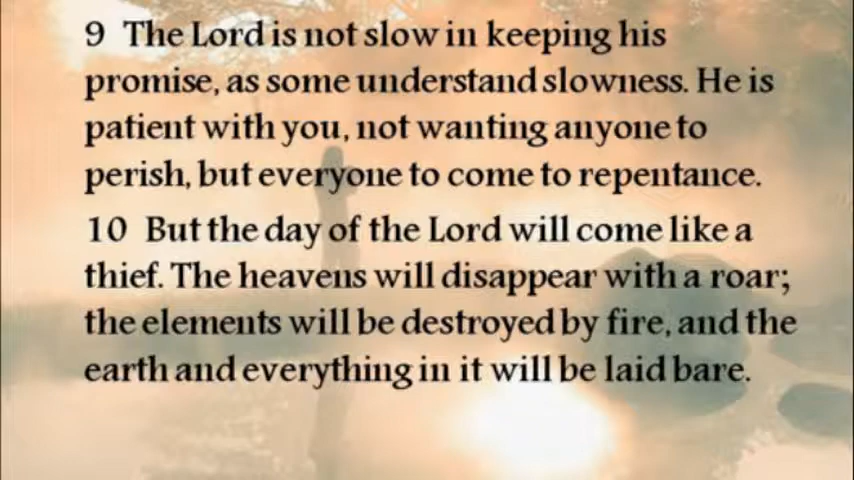 9 The Lord is not slow in keeping his
promise, as some understand slowness. He is
patient with you, not wanting anyone to
perish, but everyone to come to repentance.
10 But the day of the Lord will come like a
thief. The heavens will disappear with a roar;
the elements will be destroyed by fire, and the
earth and everything in it will be laid bare.